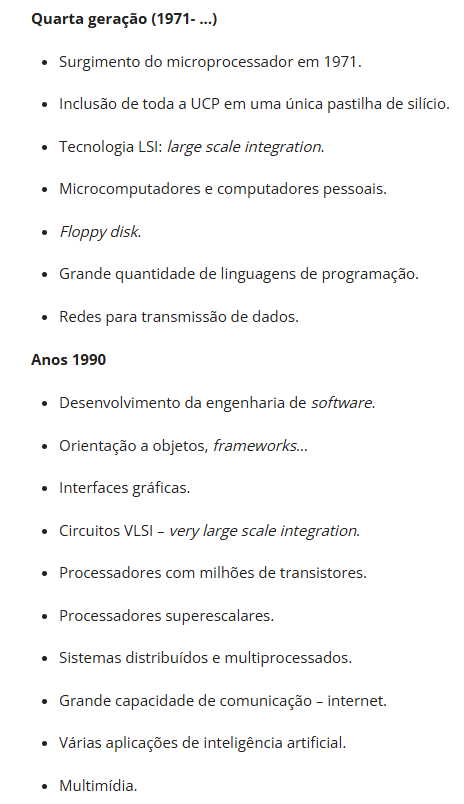 Quarta geração (1971- ...)
• Surgimento do microprocessador em 1971.
• Inclusão de toda a UCP em uma única pastilha de silício.
• Tecnologia LSI: large scale integration.
• Microcomputadores e computadores pessoais.
• Floppy disk.
• Grande quantidade de linguagens de programação.
• Redes para transmissão de dados.
Anos 1990
• Desenvolvimento da engenharia de software.
• Orientação a objetos, frameworks...
• Interfaces gráficas.
• Circuitos VLSI – very large scale integration.
• Processadores com milhões de transistores.
• Processadores superescalares.
• Sistemas distribuídos e multiprocessados.
• Grande capacidade de comunicação – internet.
• Várias aplicações de inteligência artificial.
• Multimídia.